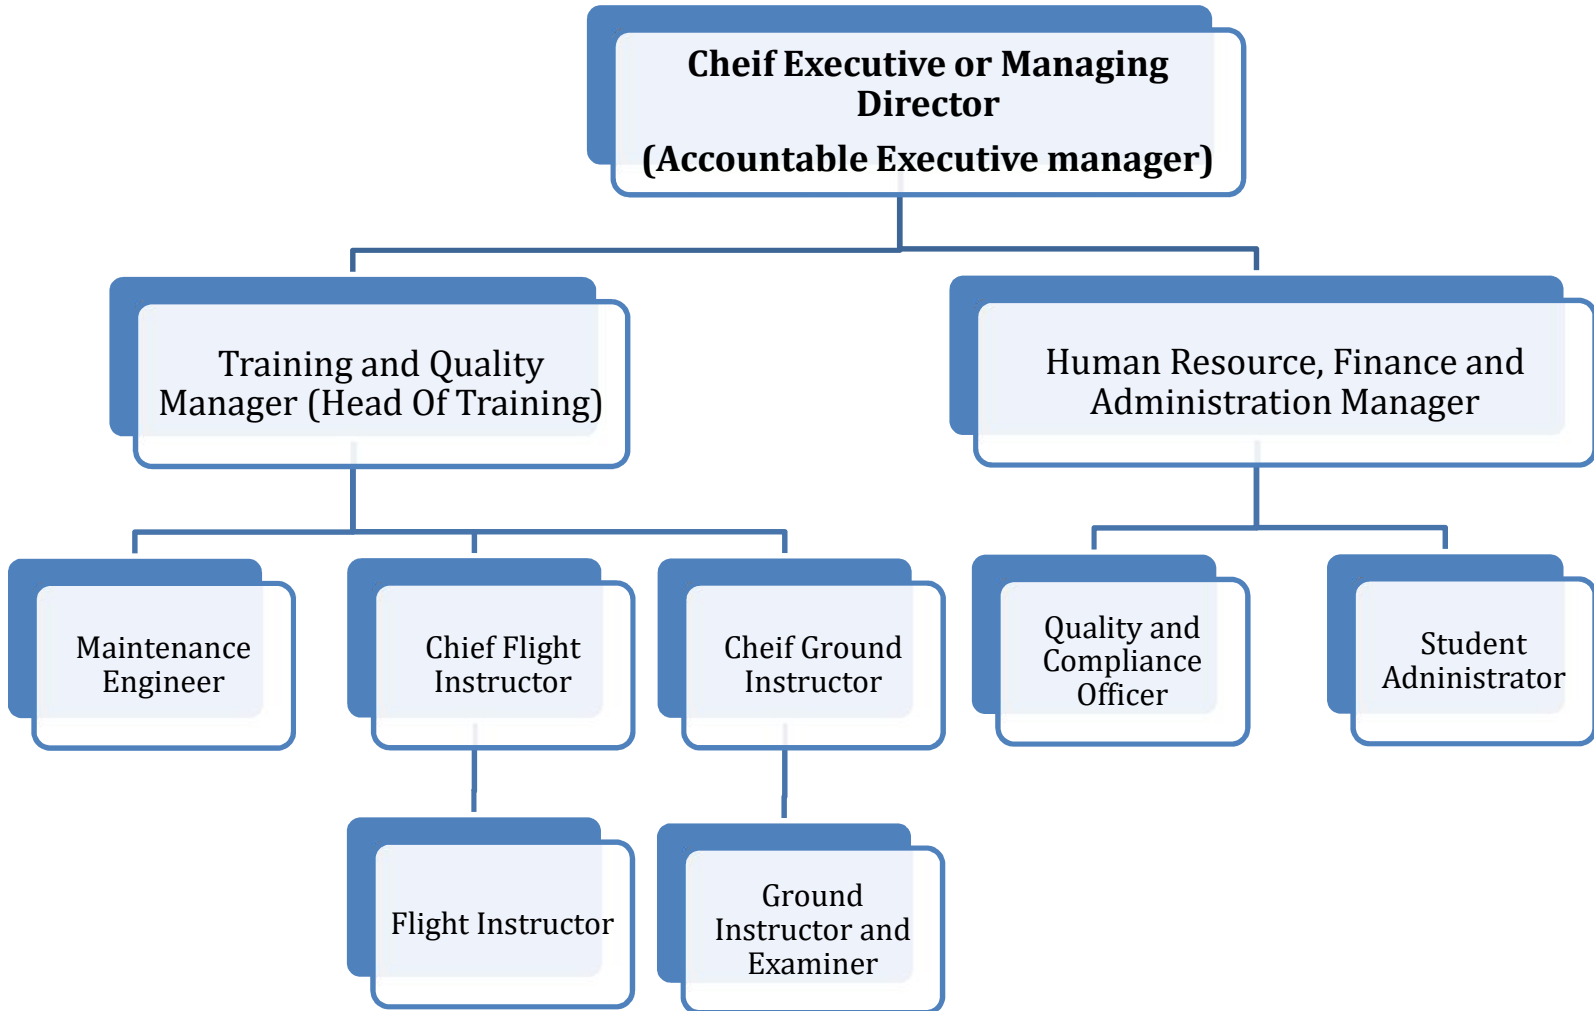 Cheif Executive or Managing
Director
(Accountable Executive manager)
Training and Quality
Manager (Head Of Training)
Human Resource, Finance and
Administration Manager
Maintenance
Engineer
Chief Flight
Instructor
Cheif Ground
Instructor
Quality and
Compliance
Officer
Student
Adninistrator
Flight Instructor
Ground
Instructor and
Examiner